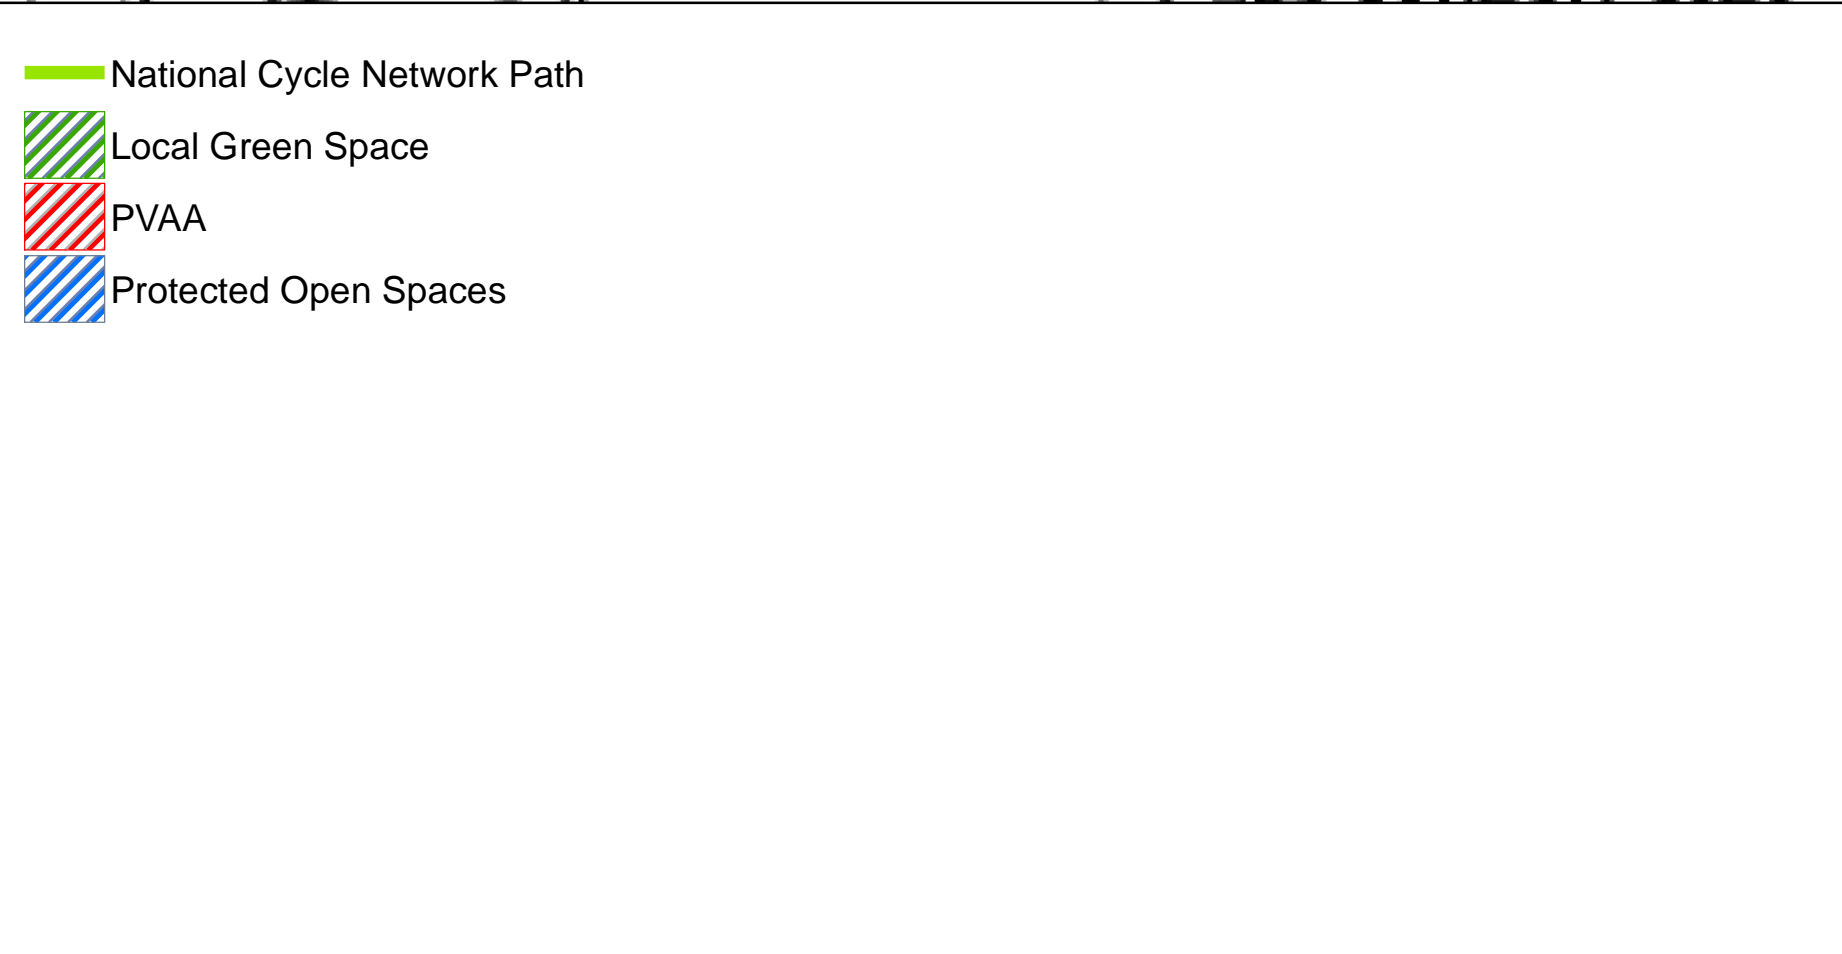 National Cycle Network Path
Local Green Space
PVAA
Protected Open Spaces